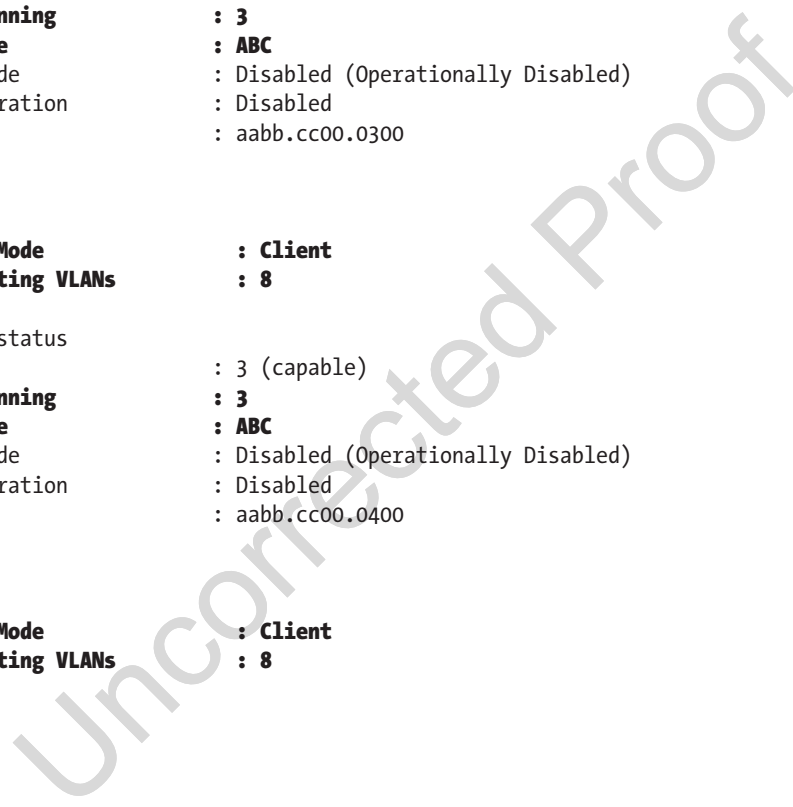 nning : 3
e : ABC
de : Disabled (Operationally Disabled)
ration : Disabled
: aabb.cc00.0300
Mode : Client
ting VLANs : 8
status
: 3 (capable)
nning : 3
e : ABC
de : Disabled (Operationally Disabled)
ration : Disabled
: aabb.cc00.0400
Mode : Client
ting VLANs : 8
Uncorrected Proof